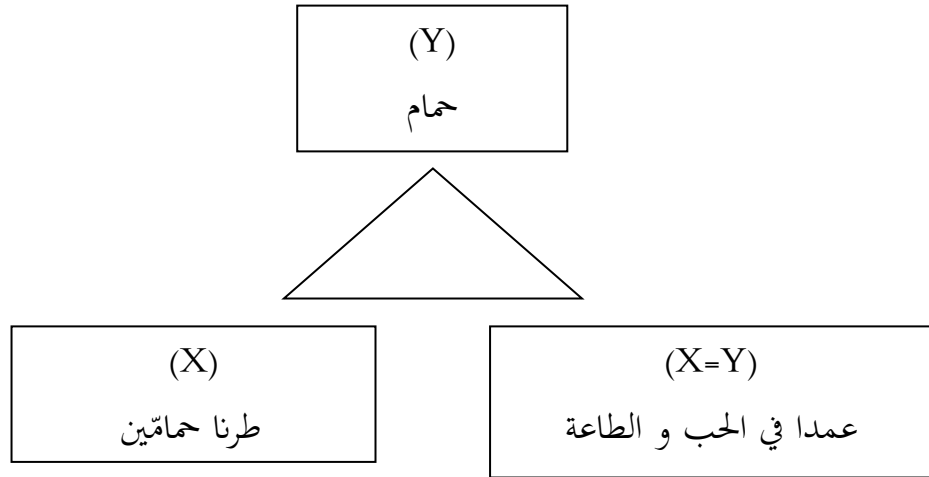 (Y)
حمام
(X)
طرنا حمامّين
(X=Y)
عمدا في الحب و الطاعة